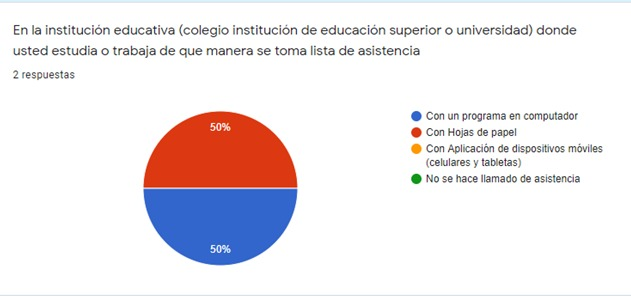 En la institución educativa (colegio institución de educación superior o universidad) donde
usted estudia o trabaja de que manera se toma lista de asistencia
2 respuestas
50%
50%
Con un programa en computador
Con Hojas de papel
Con Aplicación de dispositivos móviles
(celulares y tabletas)
No se hace llamado de asistencia